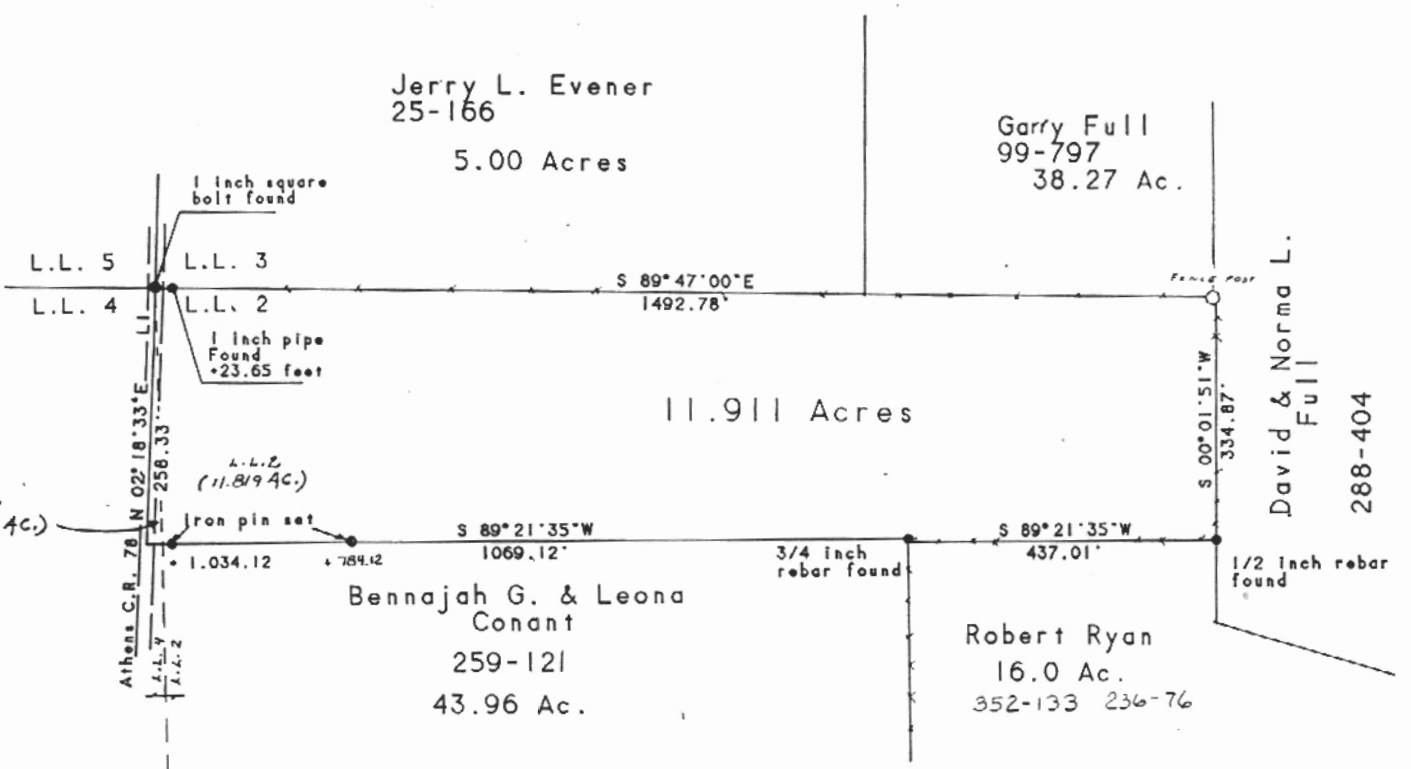 Jerry L. Evener
25-166
5.00 Acres
Garry Full
99-797
38.27 Ac.
1 inch square
bolt found
L.L. 5
L.L. 3
L.L. 4
L.L. 2
S 89°47'00"E
1492.78'
FENCE POST
1 inch pipe
Found
+23.65 feet
N 02°18'33"E
258.33'
L1
11.911 Acres
S 00°01'51"W
334.87'
David & Norma L.
Full
288-404
L.L.2
(11.819 AC.)
AC.)
Iron pin set
+ 1.034.12
+ 784.12
S 89°21'35"W
1069.12'
3/4 inch
rebar found
S 89°21'35"W
437.01'
1/2 inch rebar
found
Athens C.R. 78
L.L. 4
L.L. 2
Bennajah G. & Leona
Conant
259-121
43.96 Ac.
Robert Ryan
16.0 Ac.
352-133 236-76